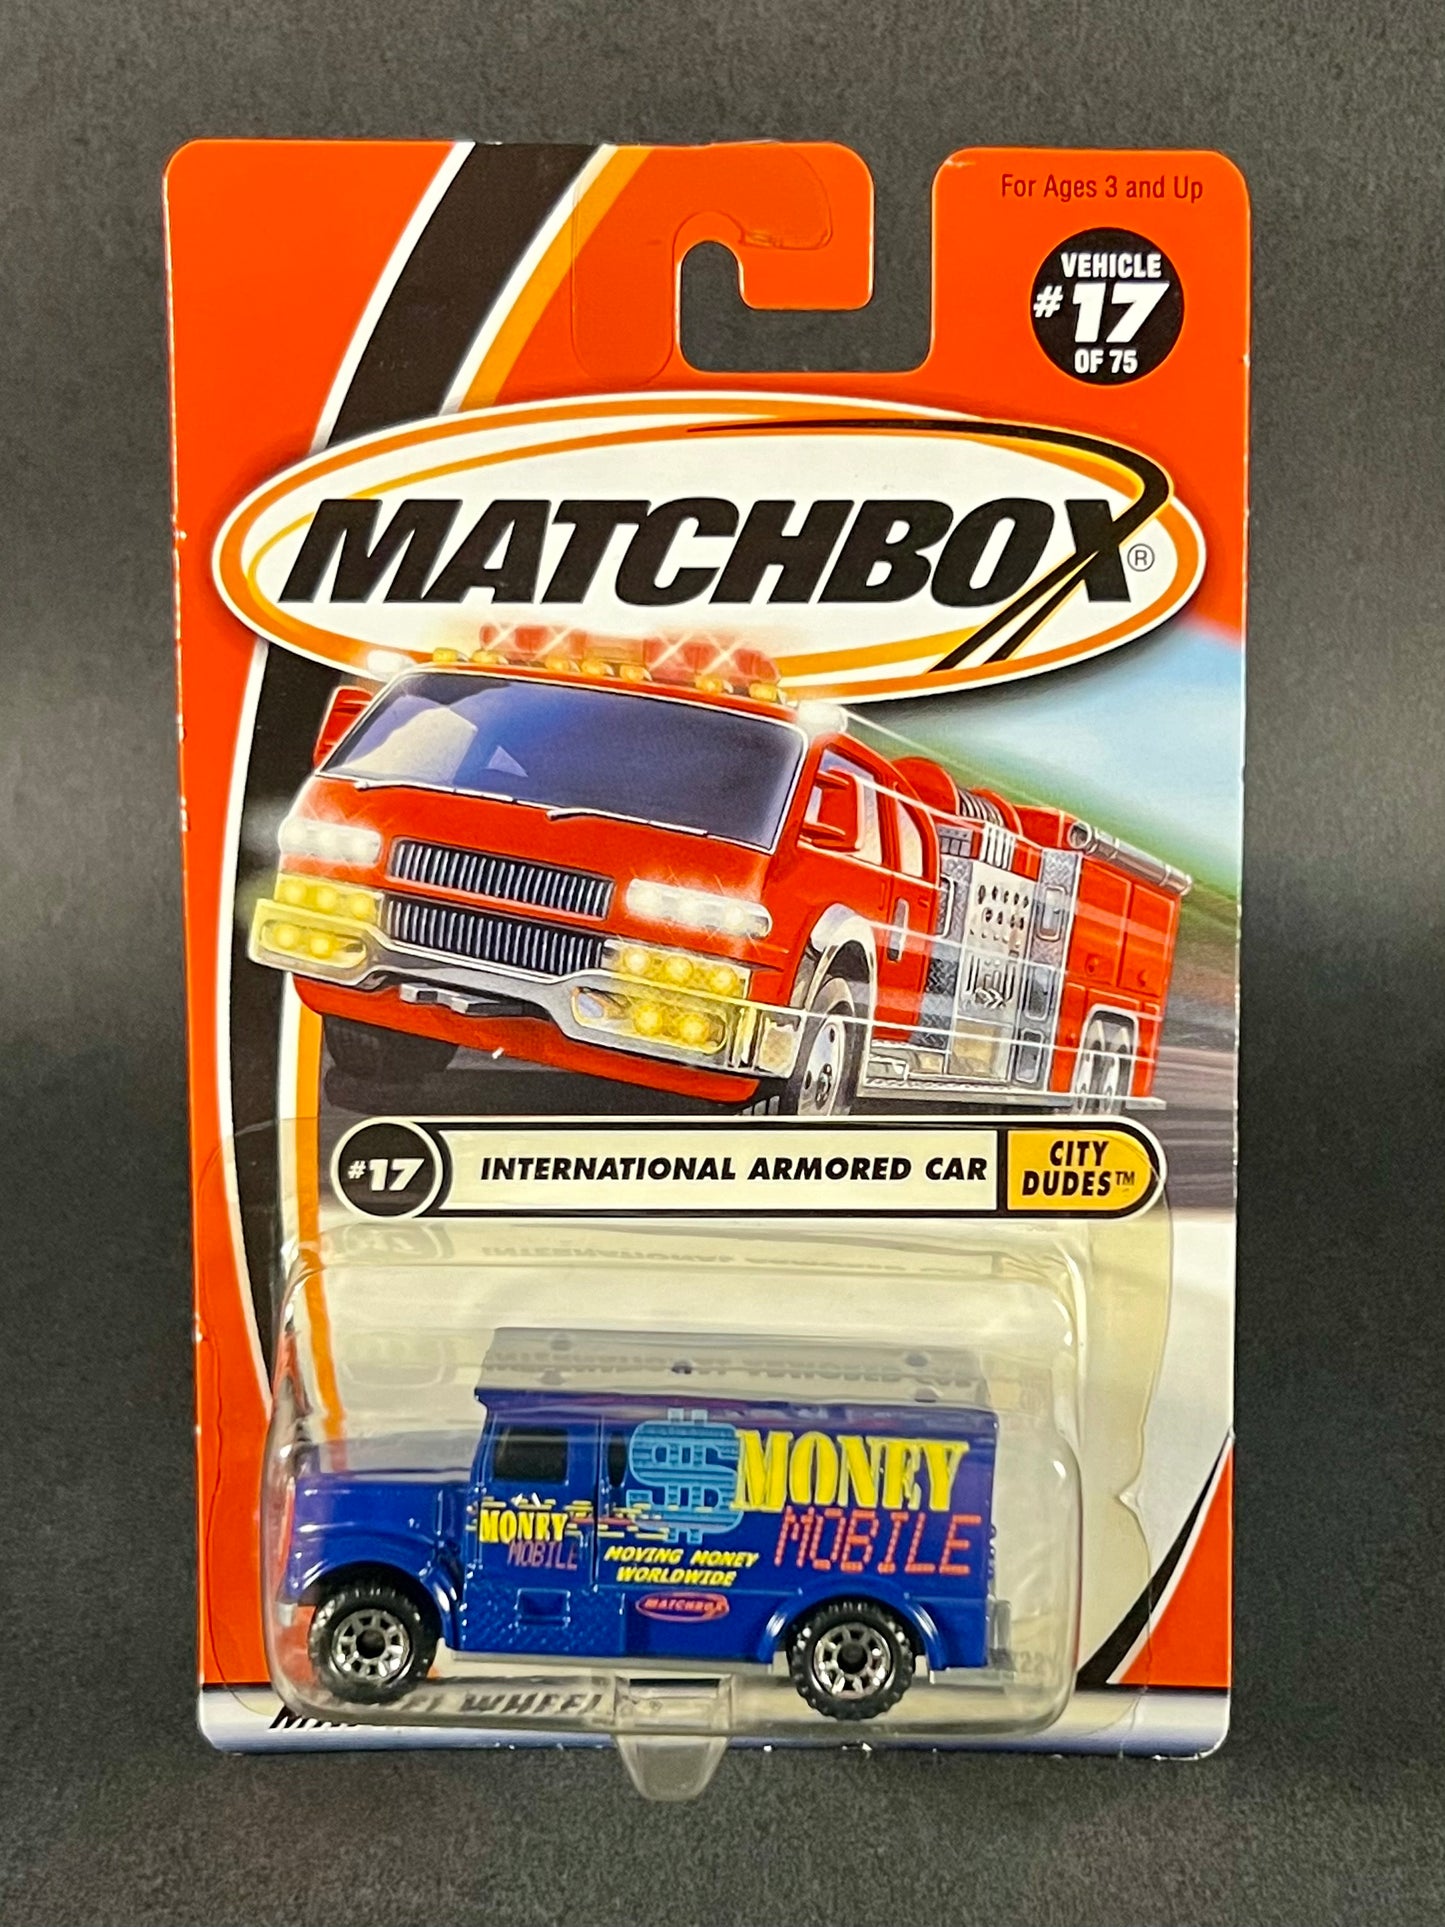 For Ages 3 and Up
VEHICLE
#17
OF 75
MATCHBOX®
#17
INTERNATIONAL ARMORED CAR
CITY
DUDES™
$MONEY
MOBILE
MONEY
MOBILE
MOVING MONEY
WORLDWIDE
MATCHBOX
WHEEL